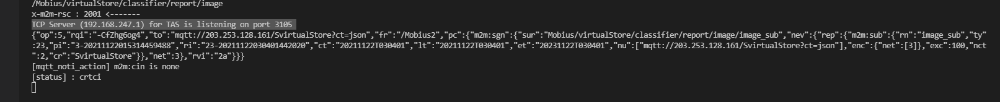 /Mobius/virtualStore/classifier/report/image
x-m2m-rsc : 2001 <-------
TCP Server (192.168.247.1) for TAS is listening on port 3105
{"op":5,"rqi":"-CfZhg6og4","to":"mqtt://203.253.128.161/SvirtualStore?ct=json","fr":"/Mobius2","pc":{"m2m:sgn":{"sur":"Mobius/virtualStore/classifier/report/image/image_sub","nev":{"rep":{"m2m:sub":{"rn":"image_sub","ty"
:23,"pi":"3-20211122015314459488","ri":"23-20211122030401442020","ct":"20211122T030401","lt":"20211122T030401","et":"20231122T030401","nu":["mqtt://203.253.128.161/SvirtualStore?ct=json"],"enc":{"net":[3]},"exc":100,"nct
":2,"cr":"SvirtualStore"}},"net":3},"rvi":"2a"}}}
[mqtt_noti_action] m2m:cin is none
[status] : crtci